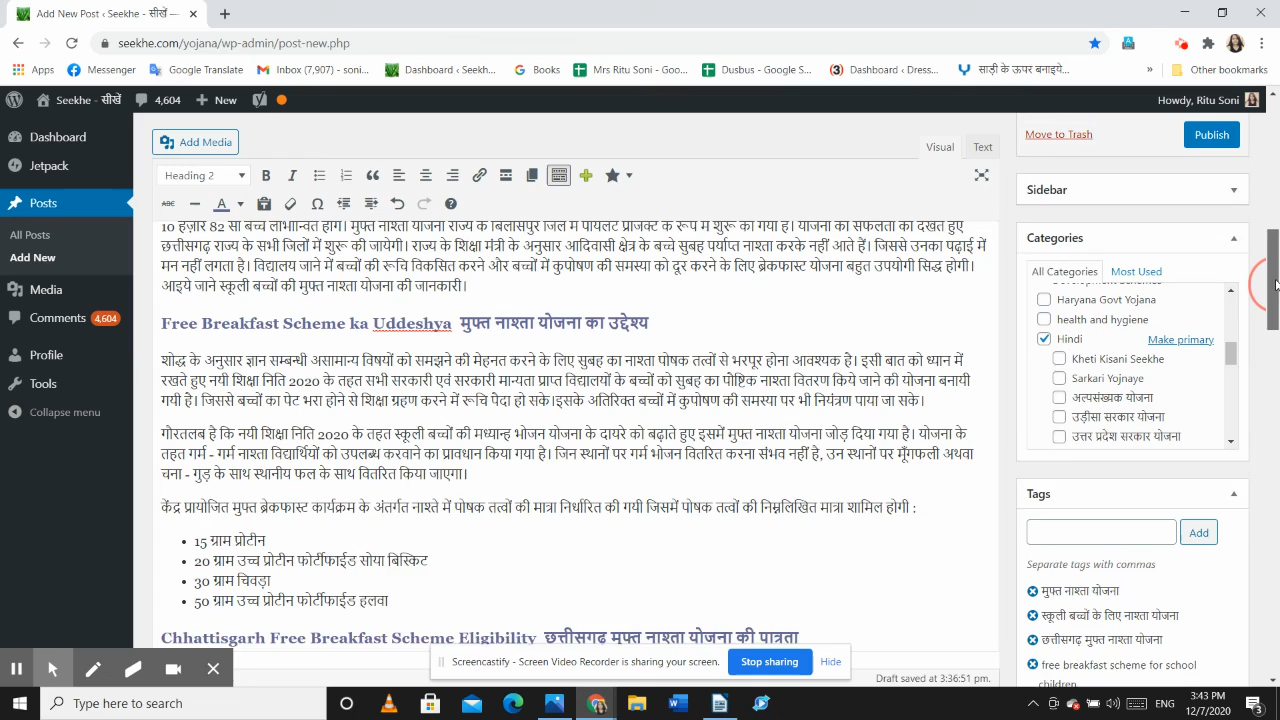 Add New Post ‹ Seekhe - सीखें —
seekhe.com/yojana/wp-admin/post-new.php
Apps
Messenger
Google Translate
Inbox (7,907) - soni...
Dashboard ‹ Seekh...
Books
Mrs Ritu Soni - Goo...
Dusbus - Google S...
Dashboard ‹ Dress...
साड़ी के ऊपर बनाइये...
»
Other bookmarks
Seekhe - सीखें
4,604
New
Howdy, Ritu Soni
Dashboard
Jetpack
Posts
All Posts
Add New
Media
Comments 4,604
Profile
Tools
Collapse menu
Add Media
Visual
Text
Heading 2
10 हज़ार 82 सौ बच्चे लाभान्वित होंगे। मुफ्त नाश्ता योजना राज्य के बिलासपुर जिले में पायलट प्रोजेक्ट के रूप में शुरू की गयी है। योजना की सफलता को देखते हुए
छत्तीसगढ़ राज्य के सभी जिलों में शुरू की जायेगी। राज्य के शिक्षा मंत्री के अनुसार आदिवासी क्षेत्र के बच्चे सुबह पर्याप्त नाश्ता करके नहीं आते हैं। जिससे उनका पढ़ाई में
मन नहीं लगता है। विद्यालय जाने में बच्चों की रूचि विकसित करने और बच्चों में कुपोषण की समस्या को दूर करने के लिए ब्रेकफास्ट योजना बहुत उपयोगी सिद्ध होगी।
आइये जाने स्कूली बच्चों की मुफ्त नाश्ता योजना की जानकारी।
Free Breakfast Scheme ka Uddeshya मुफ्त नाश्ता योजना का उद्देश्य
शोद्ध के अनुसार ज्ञान सम्बन्धी असामान्य विषयों को समझने की मेहनत करने के लिए सुबह का नाश्ता पोषक तत्वों से भरपूर होना आवश्यक है। इसी बात को ध्यान में
रखते हुए नयी शिक्षा निति 2020 के तहत सभी सरकारी एवं सरकारी मान्यता प्राप्त विद्यालयों के बच्चों को सुबह का पौष्टिक नाश्ता वितरण किये जाने की योजना बनायी
गयी है। जिससे बच्चों का पेट भरा होने से शिक्षा ग्रहण करने में रूचि पैदा हो सके।इसके अतिरिक्त बच्चों में कुपोषण की समस्या पर भी नियंत्रण पाया जा सके।
गौरतलब है कि नयी शिक्षा निति 2020 के तहत स्कूली बच्चों की मध्यान्ह भोजन योजना के दायरे को बढ़ाते हुए इसमें मुफ्त नाश्ता योजना जोड़ दिया गया है। योजना के
तहत गर्म - गर्म नाश्ता विद्यार्थियों को उपलब्ध करवाने का प्रावधान किया गया है। जिन स्थानों पर गर्म भोजन वितरित करना संभव नहीं है, उन स्थानों पर मूँगफली अथवा
चना - गुड़ के साथ स्थानीय फल के साथ वितरित किया जाएगा।
केंद्र प्रायोजित मुफ्त ब्रेकफास्ट कार्यक्रम के अंतर्गत नाश्ते में पोषक तत्वों की मात्रा निर्धारित की गयी जिसमें पोषक तत्वों की निम्नलिखित मात्रा शामिल होगी :
• 15 ग्राम प्रोटीन
• 20 ग्राम उच्च प्रोटीन फोर्टीफाईड सोया बिस्किट
• 30 ग्राम चिवड़ा
• 50 ग्राम उच्च प्रोटीन फोर्टीफाईड हलवा
Chhattisgarh Free Breakfast Scheme Eligibility छत्तीसगढ़ मुफ्त नाश्ता योजना की पात्रता
Draft saved at 3:36:51 pm.
Move to Trash
Publish
Sidebar
Categories
All Categories
Most Used
Development Schemes
Haryana Govt Yojana
health and hygiene
Hindi
Make primary
Kheti Kisani Seekhe
Sarkari Yojnaye
अल्पसंख्यक योजना
उड़ीसा सरकार योजना
उत्तर प्रदेश सरकार योजना
Tags
Add
Separate tags with commas
मुफ्त नाश्ता योजना
स्कूली बच्चों के लिए नाश्ता योजना
छत्तीसगढ़ मुफ्त नाश्ता योजना
free breakfast scheme for school
children
Screencastify - Screen Video Recorder is sharing your screen.
Stop sharing
Hide
Type here to search
ENG
3:43 PM
12/7/2020
3